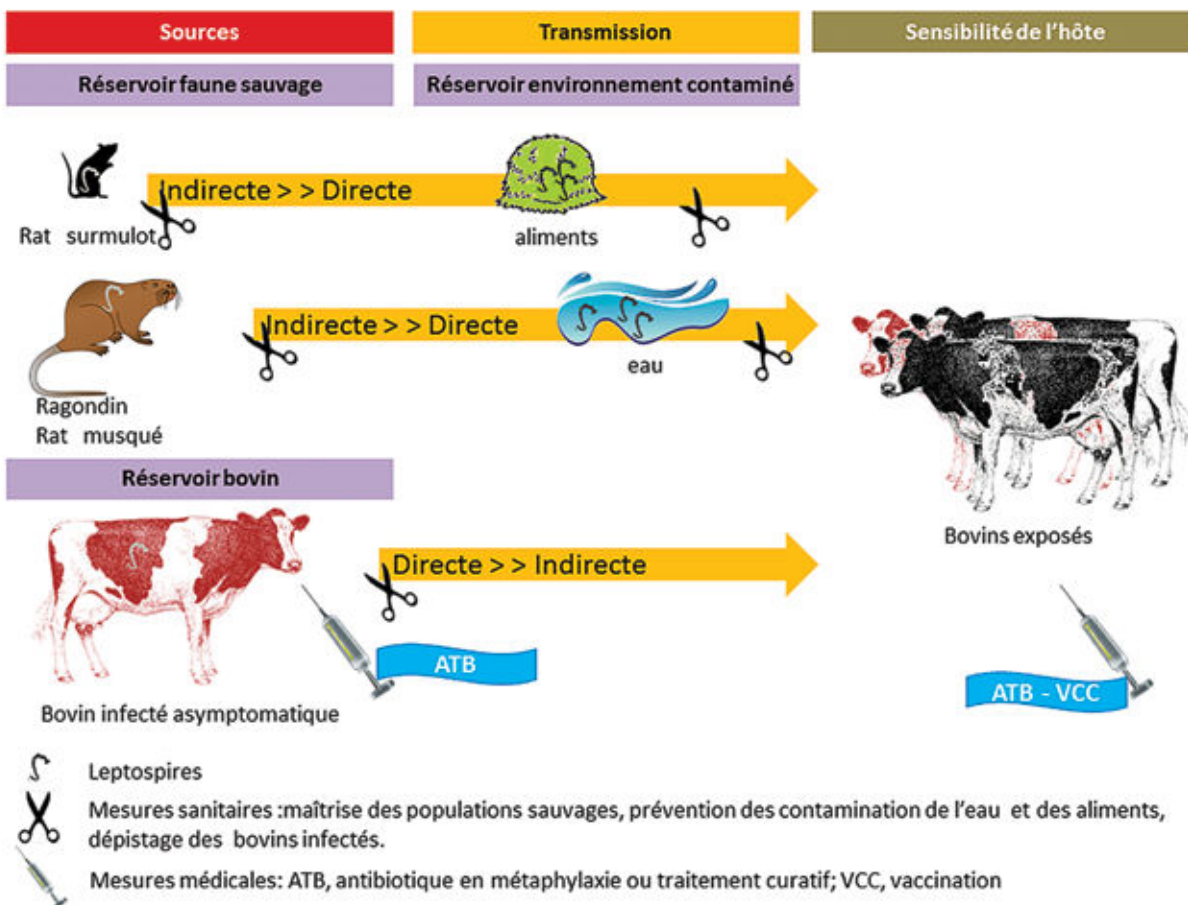 Sources
Transmission
Sensibilité de l'hôte
Réservoir faune sauvage
Réservoir environnement contaminé
Indirecte > > Directe
Rat surmulot
aliments
Indirecte > > Directe
eau
Ragondin
Rat musqué
Réservoir bovin
Bovins exposés
Directe > > Indirecte
ATB
ATB - VCC
Bovin infecté asymptomatique
Leptospires
Mesures sanitaires :maîtrise des populations sauvages, prévention des contamination de l'eau et des aliments,
dépistage des bovins infectés.
Mesures médicales: ATB, antibiotique en métaphylaxie ou traitement curatif; VCC, vaccination